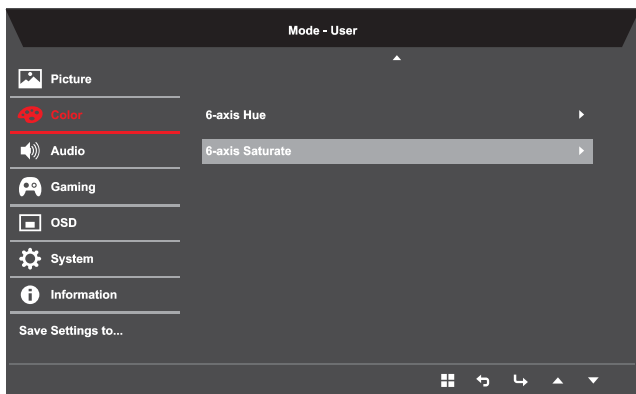 Mode - User
Picture
Color
6-axis Hue
Audio
6-axis Saturate
Gaming
OSD
System
Information
Save Settings to...